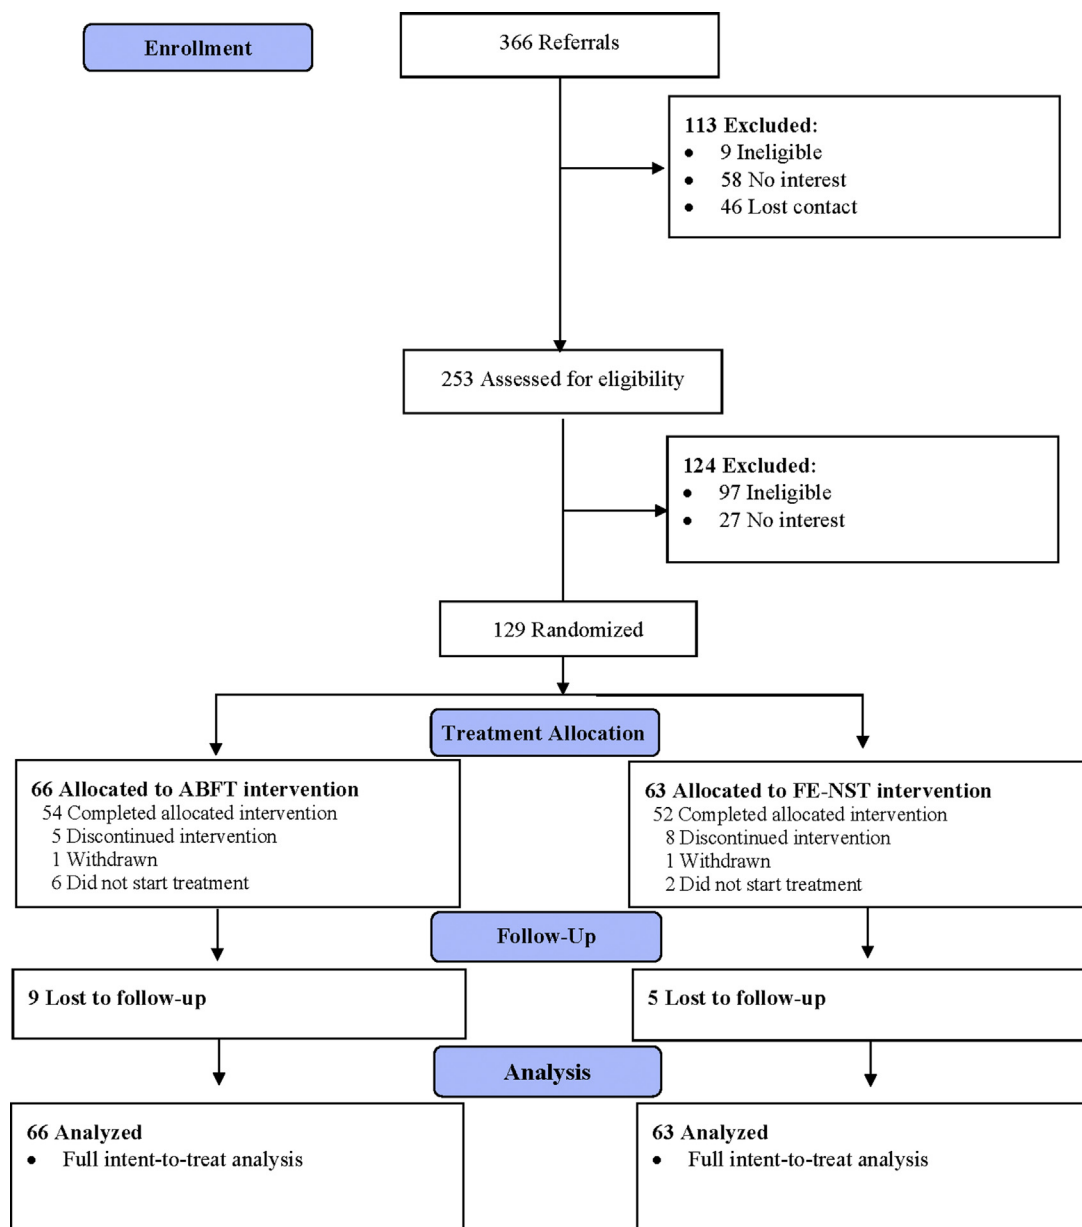 Enrollment
366 Referrals
113 Excluded:
• 9 Ineligible
• 58 No interest
• 46 Lost contact
253 Assessed for eligibility
124 Excluded:
• 97 Ineligible
• 27 No interest
129 Randomized
Treatment Allocation
66 Allocated to ABFT intervention
54 Completed allocated intervention
5 Discontinued intervention
1 Withdrawn
6 Did not start treatment
63 Allocated to FE-NST intervention
52 Completed allocated intervention
8 Discontinued intervention
1 Withdrawn
2 Did not start treatment
Follow-Up
9 Lost to follow-up
5 Lost to follow-up
Analysis
66 Analyzed
• Full intent-to-treat analysis
63 Analyzed
• Full intent-to-treat analysis